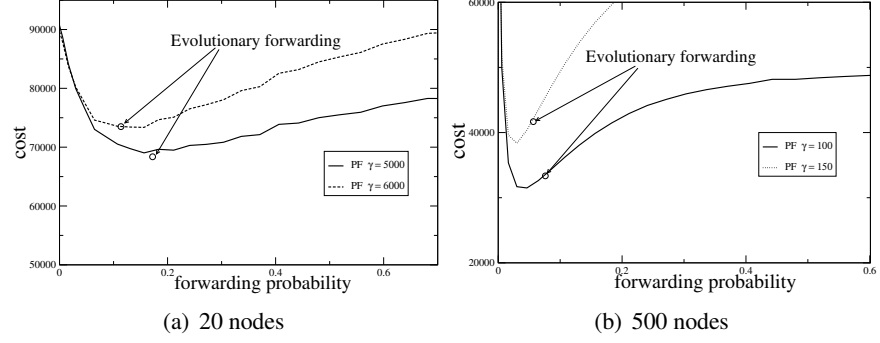 90000
80000
70000
60000
50000
cost
Evolutionary forwarding
PF γ = 5000
PF γ = 6000
0
0.2
0.4
0.6
forwarding probability
(a) 20 nodes
60000
40000
20000
cost
Evolutionary forwarding
PF γ = 100
PF γ = 150
0
0.2
0.4
0.6
forwarding probability
(b) 500 nodes